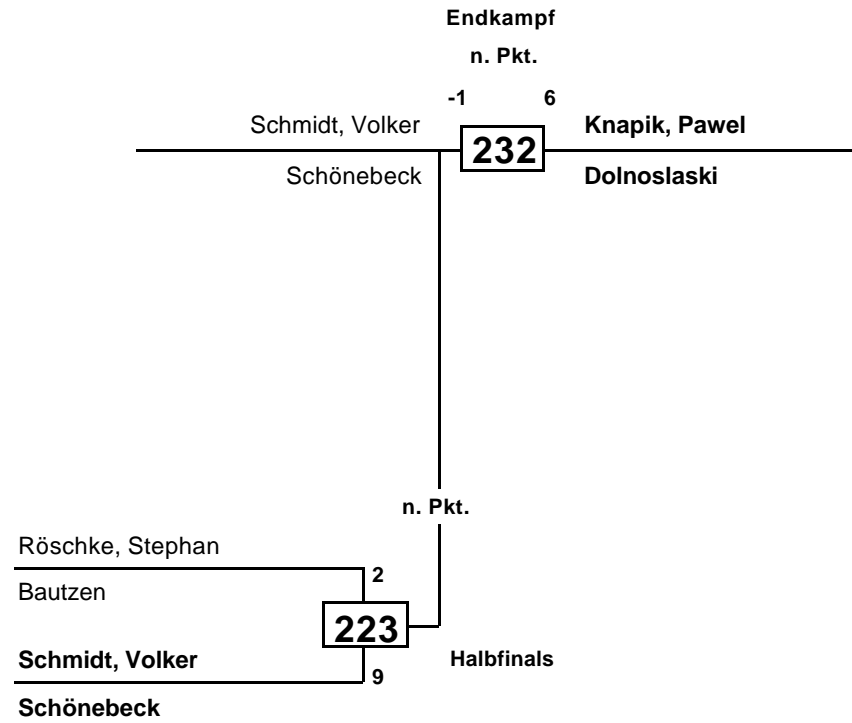 Endkampf
n. Pkt.
-1 6
Schmidt, Volker 232 Knapik, Pawel
Schönebeck Dolnoslaski
n. Pkt.
Röschke, Stephan
2
Bautzen
223
Schmidt, Volker Halbfinals
9
Schönebeck